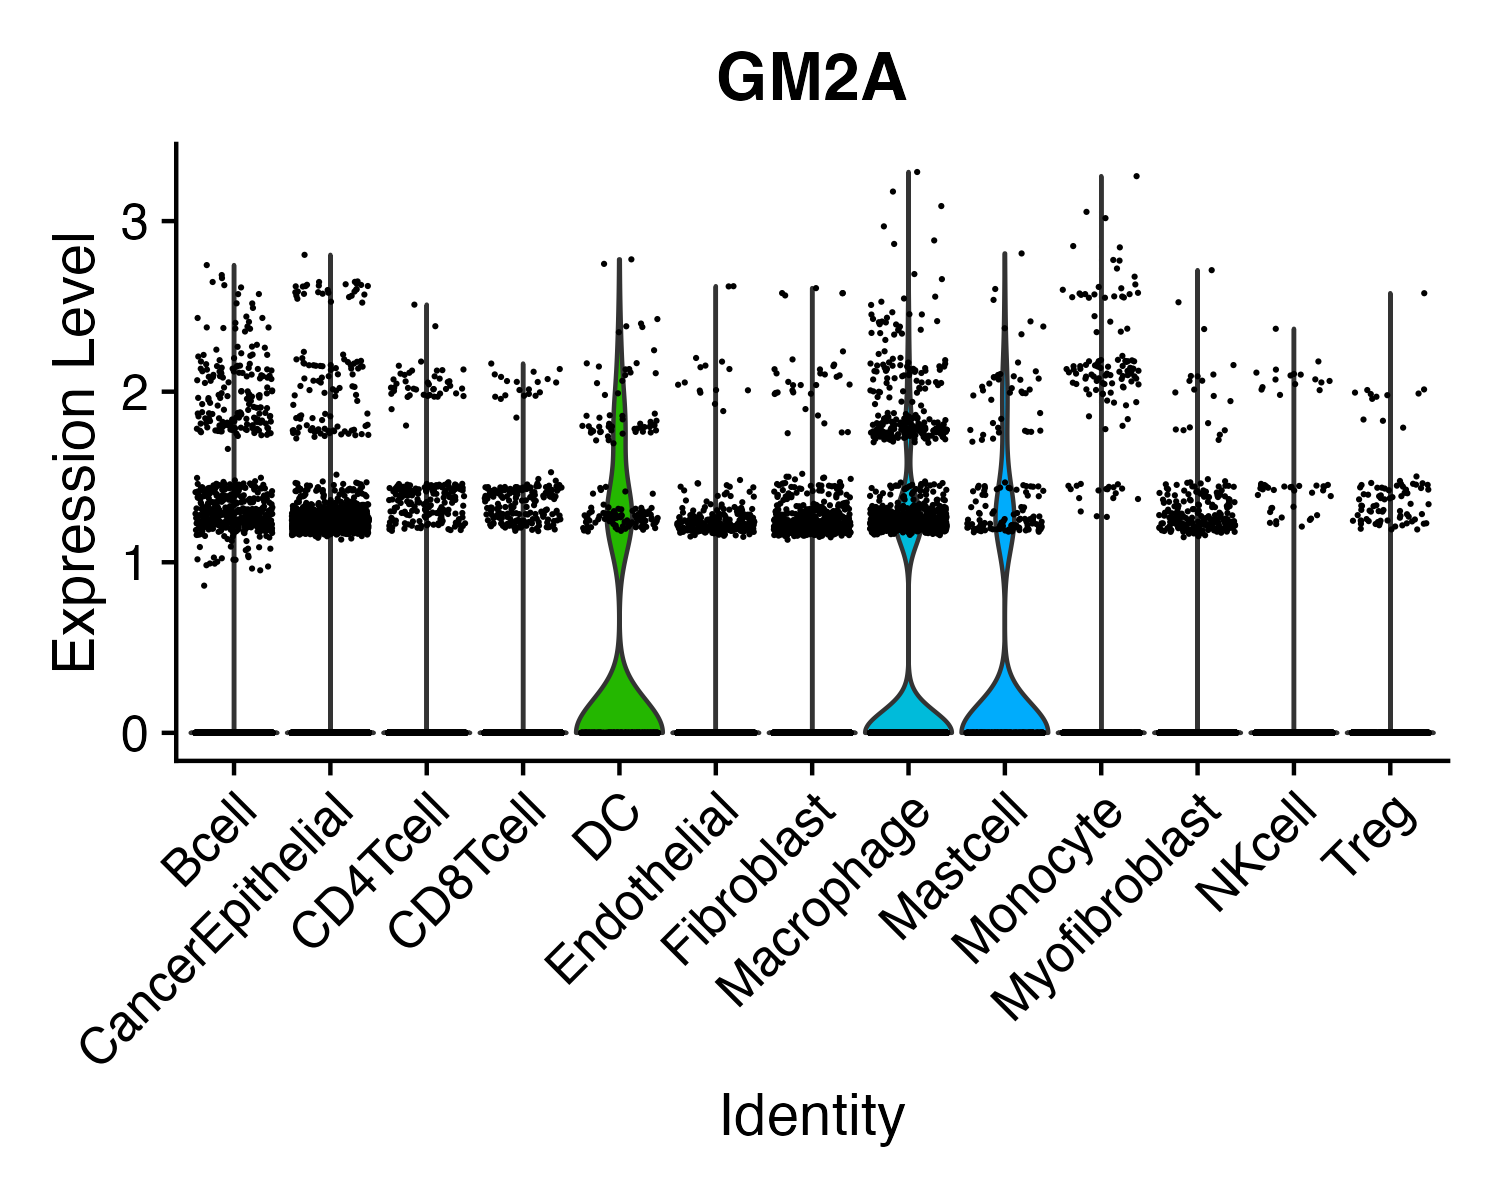 GM2A
Expression Level
3
2
1
0
Bcell
CancerEpithelial
CD4Tcell
CD8Tcell
DC
Endothelial
Fibroblast
Macrophage
Mastcell
Monocyte
Myofibroblast
NKcell
Treg
Identity